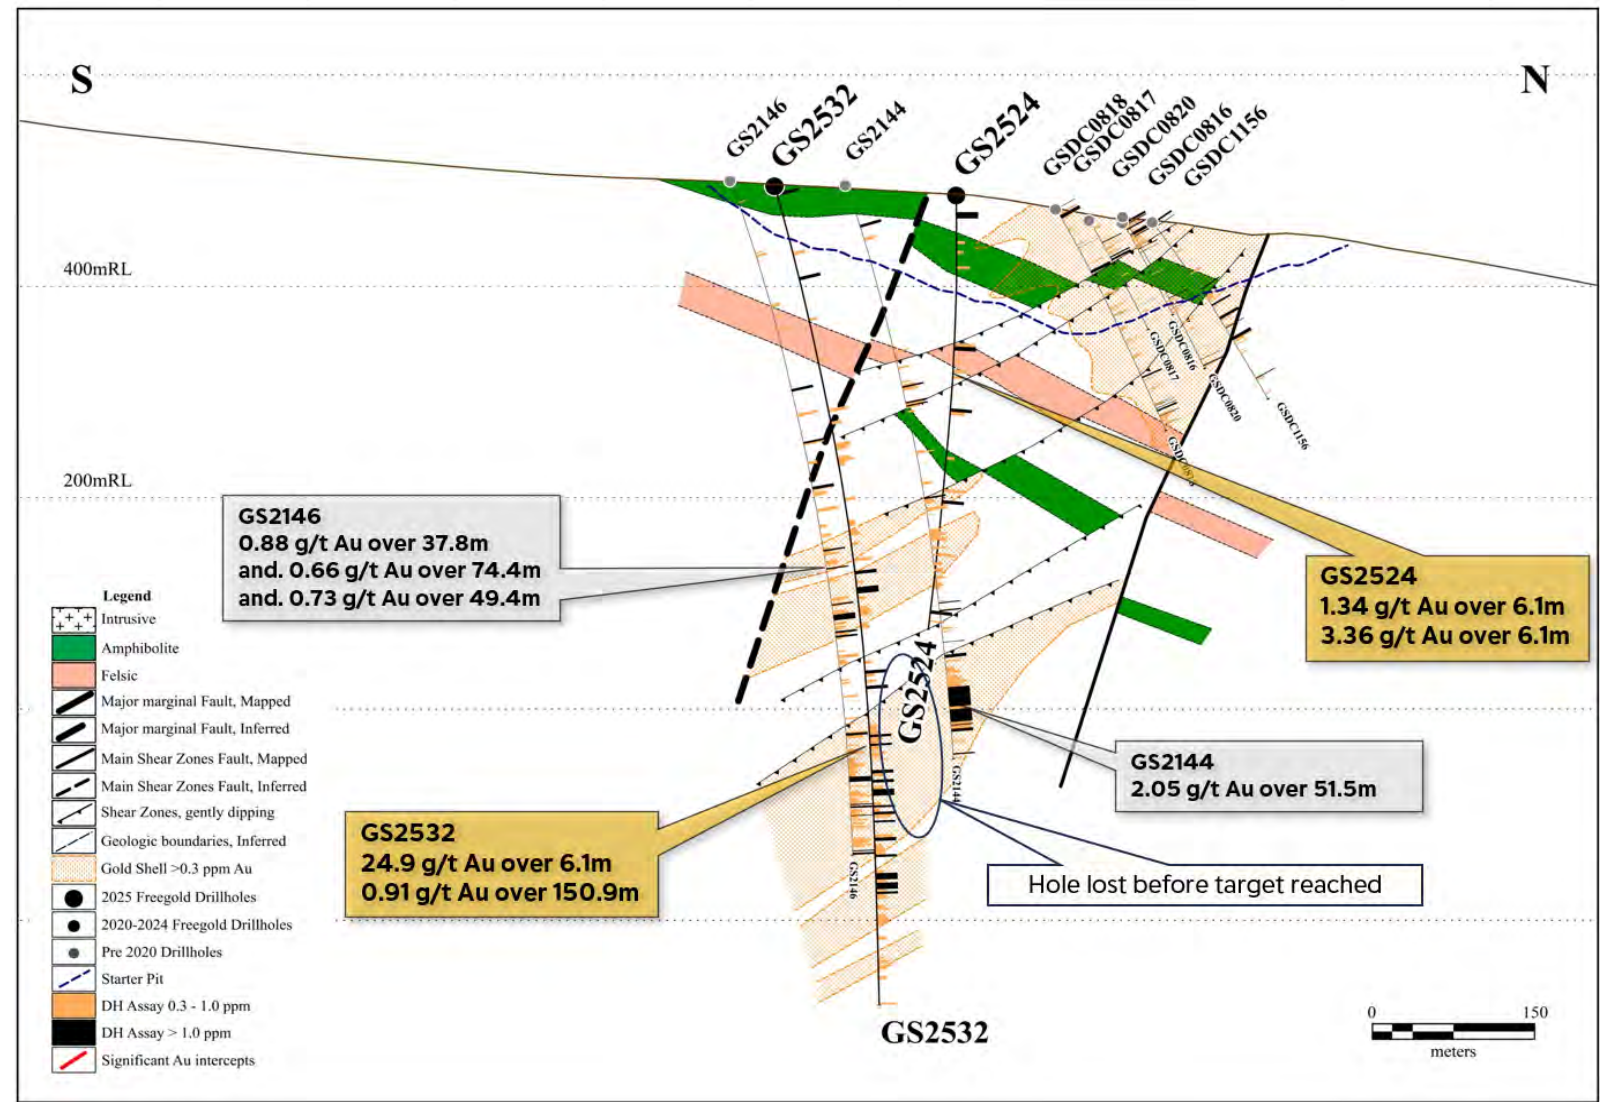 S
N
GS2146
GS2532
GS2144
GS2524
GSDC0818
GSDC0817
GSDC0820
GSDC0816
GSDC1156
400mRL
200mRL
GSDC0816
GSDC0817
GSDC0820
GSDC1156
GS2146
0.88 g/t Au over 37.8m
and. 0.66 g/t Au over 74.4m
and. 0.73 g/t Au over 49.4m
GS2524
1.34 g/t Au over 6.1m
3.36 g/t Au over 6.1m
GS2524
GS2144
GS2144
2.05 g/t Au over 51.5m
GS2532
24.9 g/t Au over 6.1m
0.91 g/t Au over 150.9m
GS2146
Hole lost before target reached
GS2532
Legend
Intrusive
Amphibolite
Felsic
Major marginal Fault, Mapped
Major marginal Fault, Inferred
Main Shear Zones Fault, Mapped
Main Shear Zones Fault, Inferred
Shear Zones, gently dipping
Geologic boundaries, Inferred
Gold Shell >0.3 ppm Au
2025 Freegold Drillholes
2020-2024 Freegold Drillholes
Pre 2020 Drillholes
Starter Pit
DH Assay 0.3 - 1.0 ppm
DH Assay > 1.0 ppm
Significant Au intercepts
0 150
meters